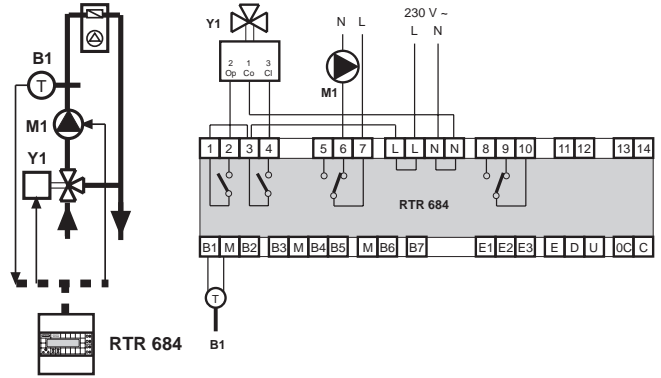 B1
T
M1
Y1
RTR 684
Y1
2 1 3
Op Co Cl
N L
M1
230 V ~
L N
1 2 3 4 5 6 7 L L N N 8 9 10 11 12 13 14
RTR 684
B1 M B2 B3 M B4 B5 M B6 B7 E1 E2 E3 E D U 0C C
T
B1